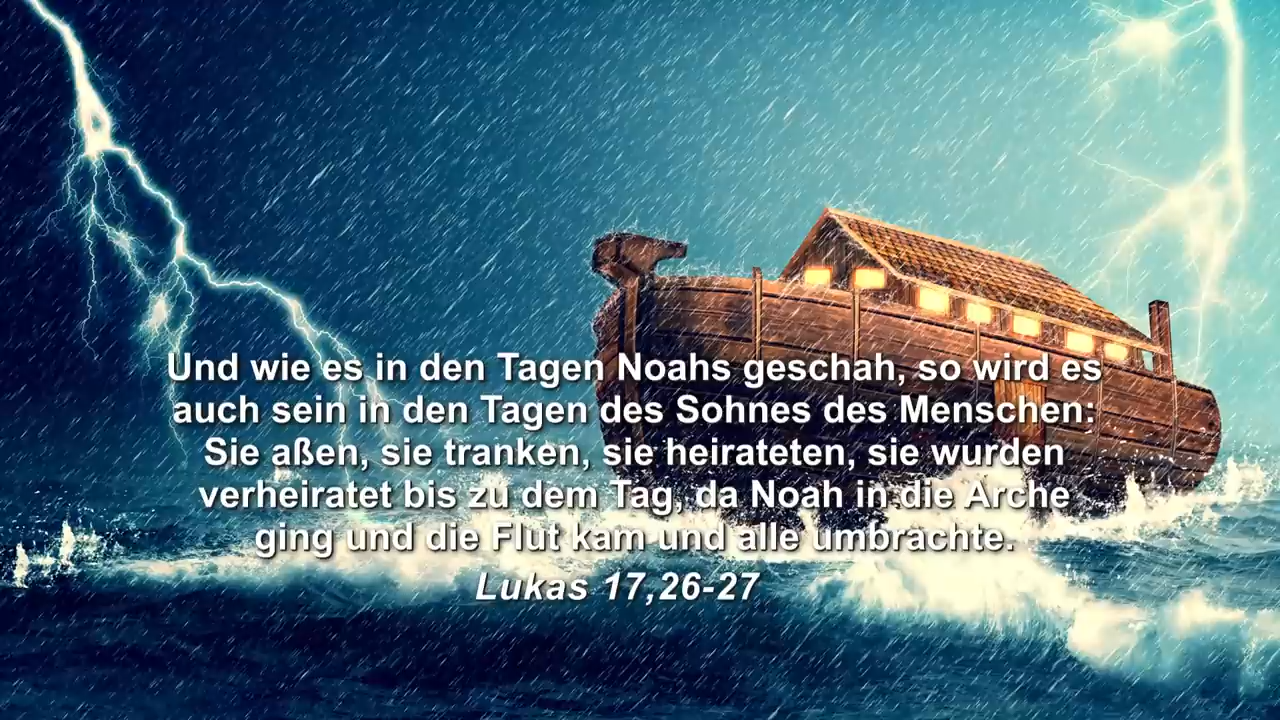 Und wie es in den Tagen Noahs geschah, so wird es
auch sein in den Tagen des Sohnes des Menschen:
Sie aßen, sie tranken, sie heirateten, sie wurden
verheiratet bis zu dem Tag, da Noah in die Arche
ging und die Flut kam und alle umbrachte.
Lukas 17,26-27